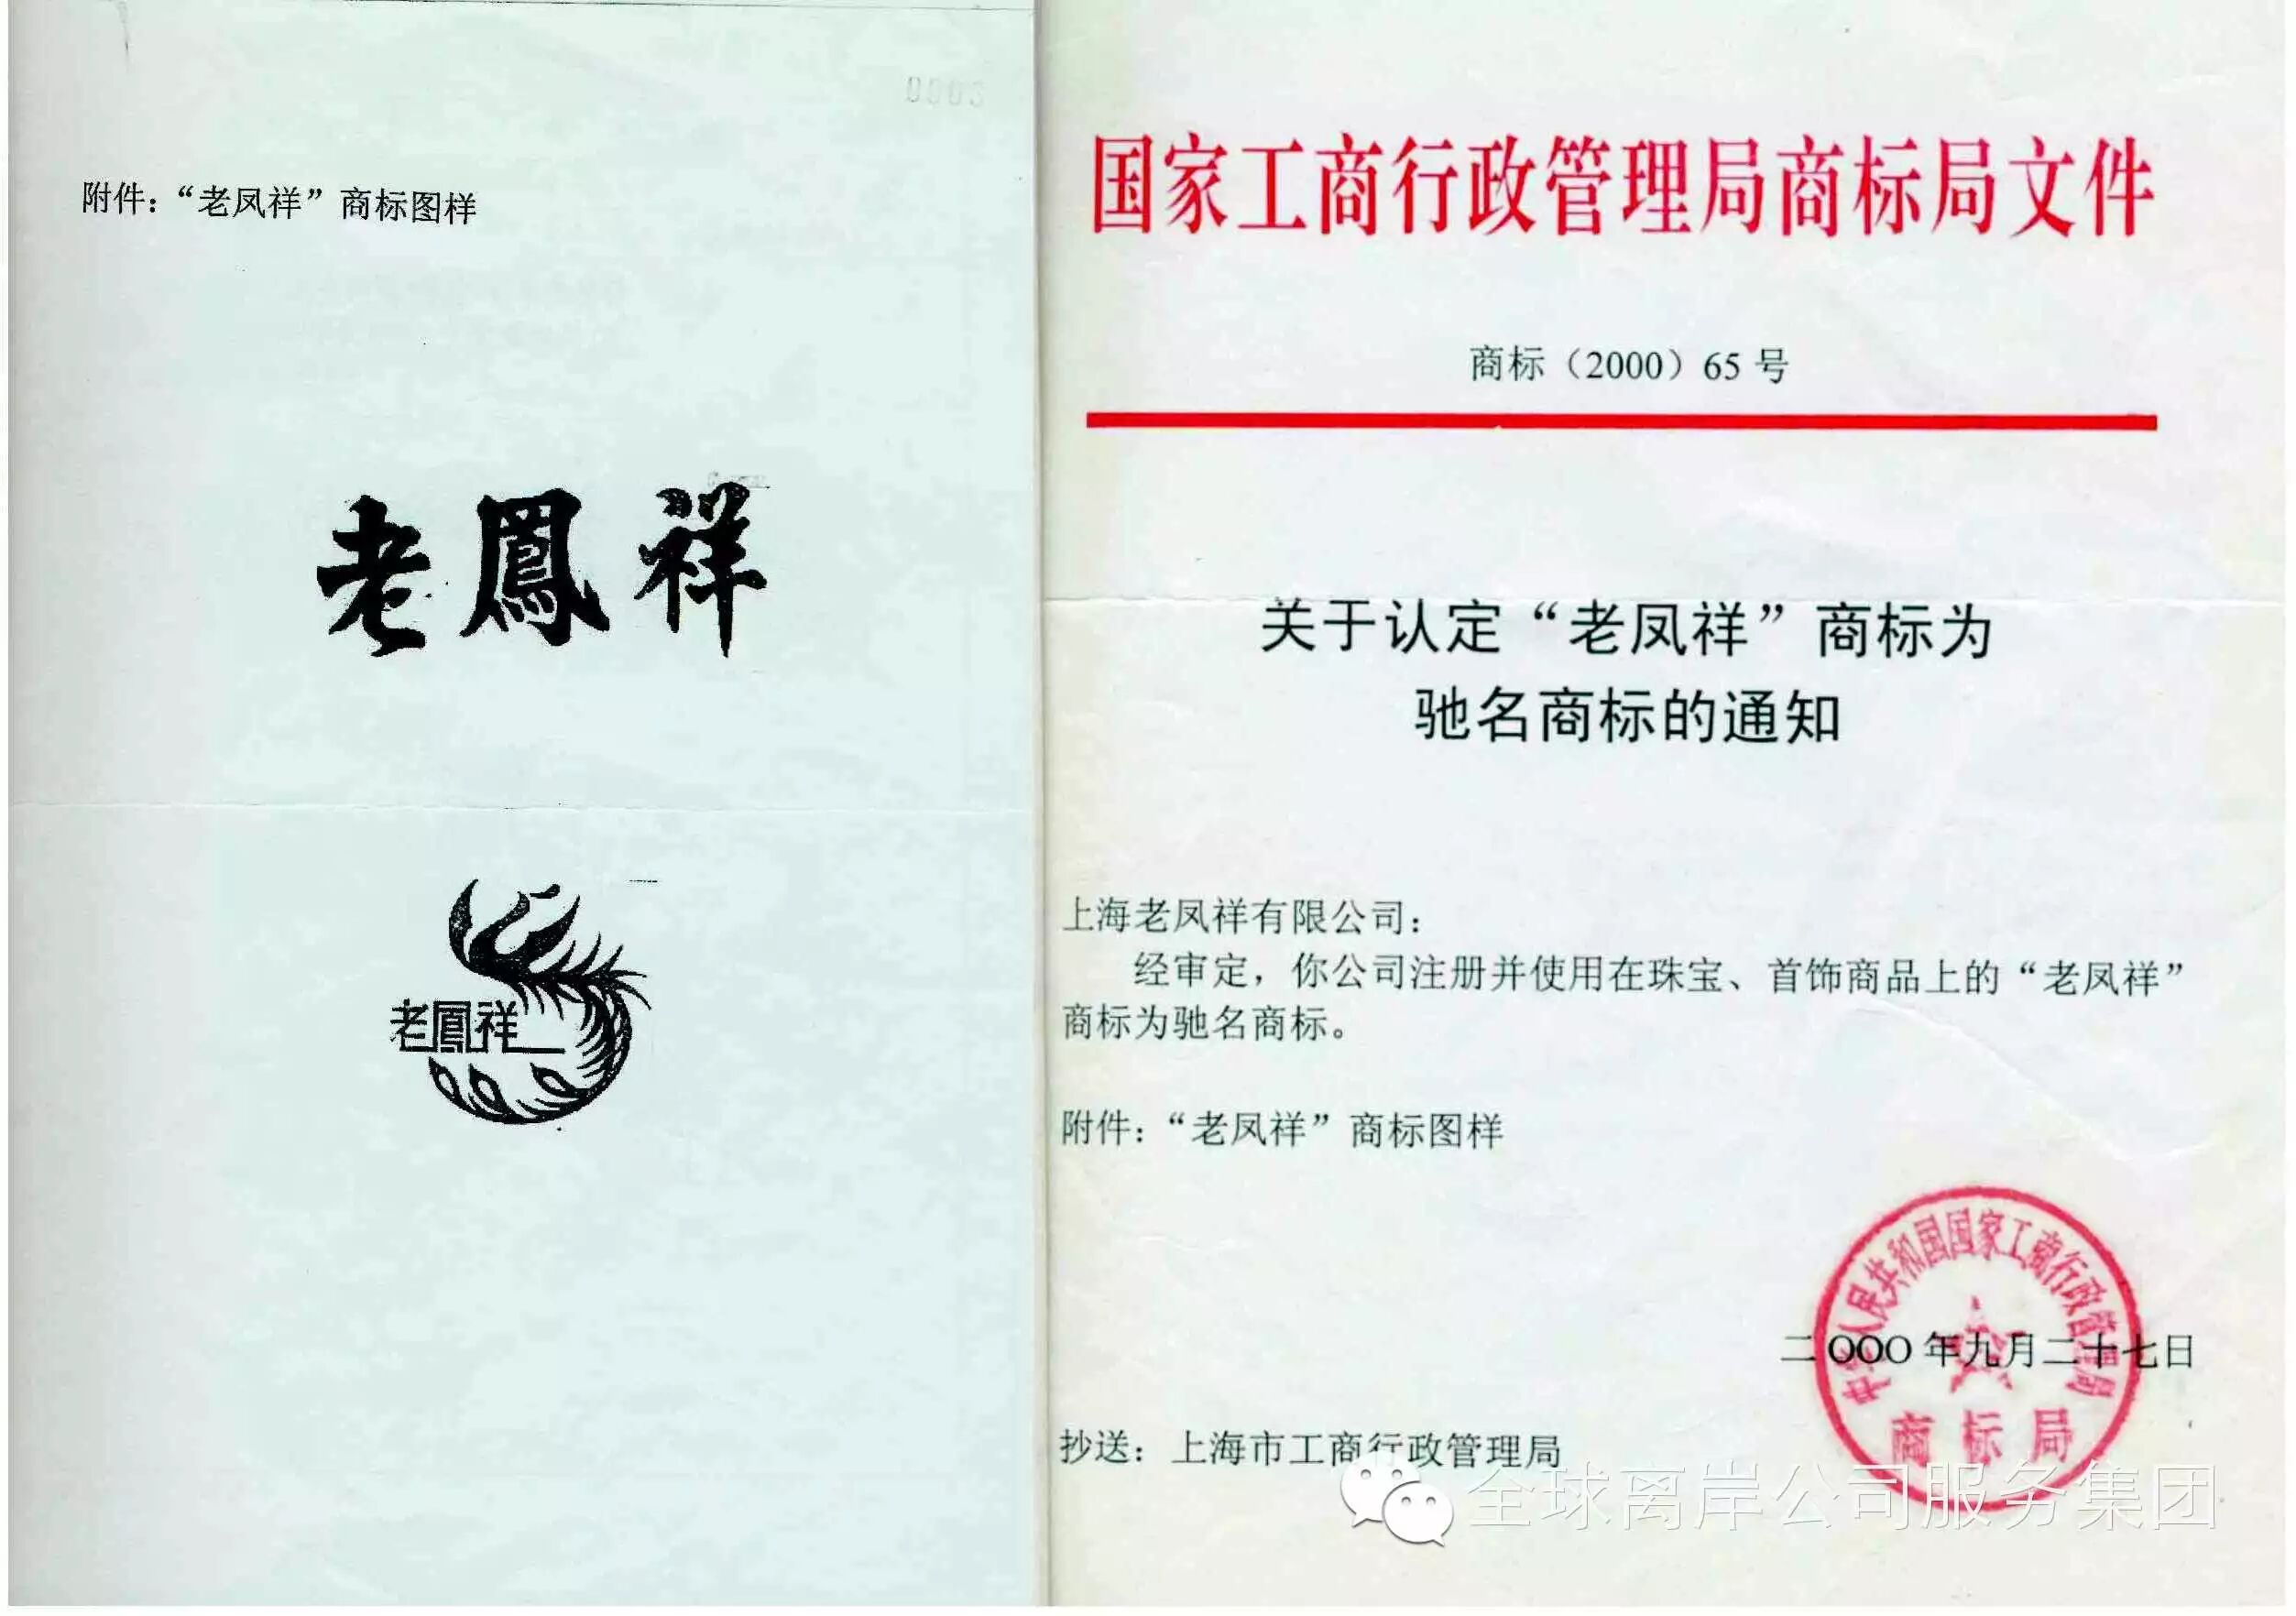 0002
附件：“老凤祥”商标图样
老鳳祥
老鳳祥
国家工商行政管理局商标局文件
商标（2000）65 号
关于认定“老凤祥”商标为
驰名商标的通知
上海老凤祥有限公司：
经审定，你公司注册并使用在珠宝、首饰商品上的“老凤祥”
商标为驰名商标。
附件：“老凤祥”商标图样
中华人民共和国国家工商行政管理局
商标局
二OOO年九月二十七日
抄送：上海市工商行政管理局
全球离岸公司服务集团